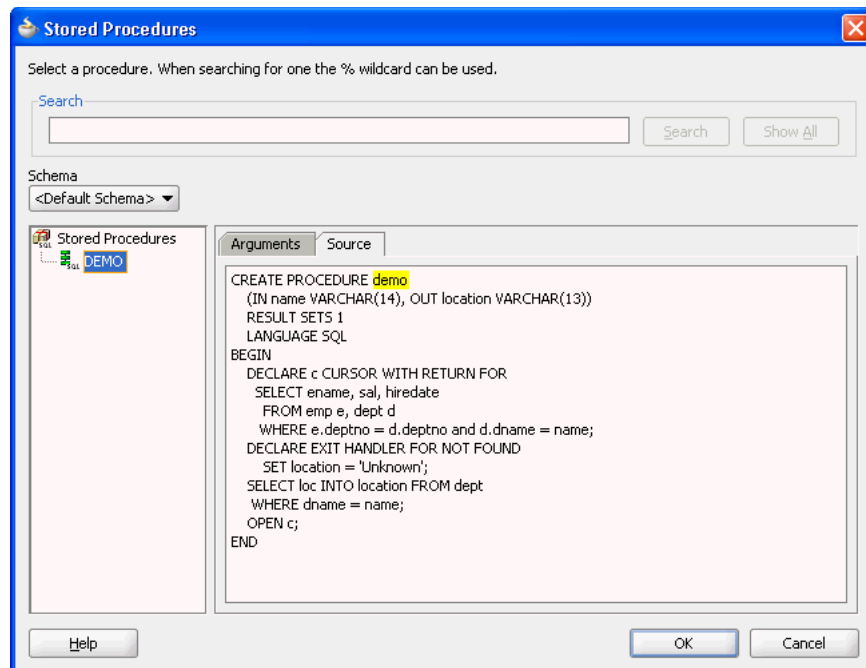 Stored Procedures
Select a procedure. When searching for one the % wildcard can be used.
Search
Search
Show All
Schema
<Default Schema>
Stored Procedures
SQL
DEMO
SQL
Arguments
Source
CREATE PROCEDURE demo
(IN name VARCHAR(14), OUT location VARCHAR(13))
RESULT SETS 1
LANGUAGE SQL
BEGIN
DECLARE c CURSOR WITH RETURN FOR
SELECT ename, sal, hiredate
FROM emp e, dept d
WHERE e.deptno = d.deptno and d.dname = name;
DECLARE EXIT HANDLER FOR NOT FOUND
SET location = 'Unknown';
SELECT loc INTO location FROM dept
WHERE dname = name;
OPEN c;
END
Help
OK
Cancel